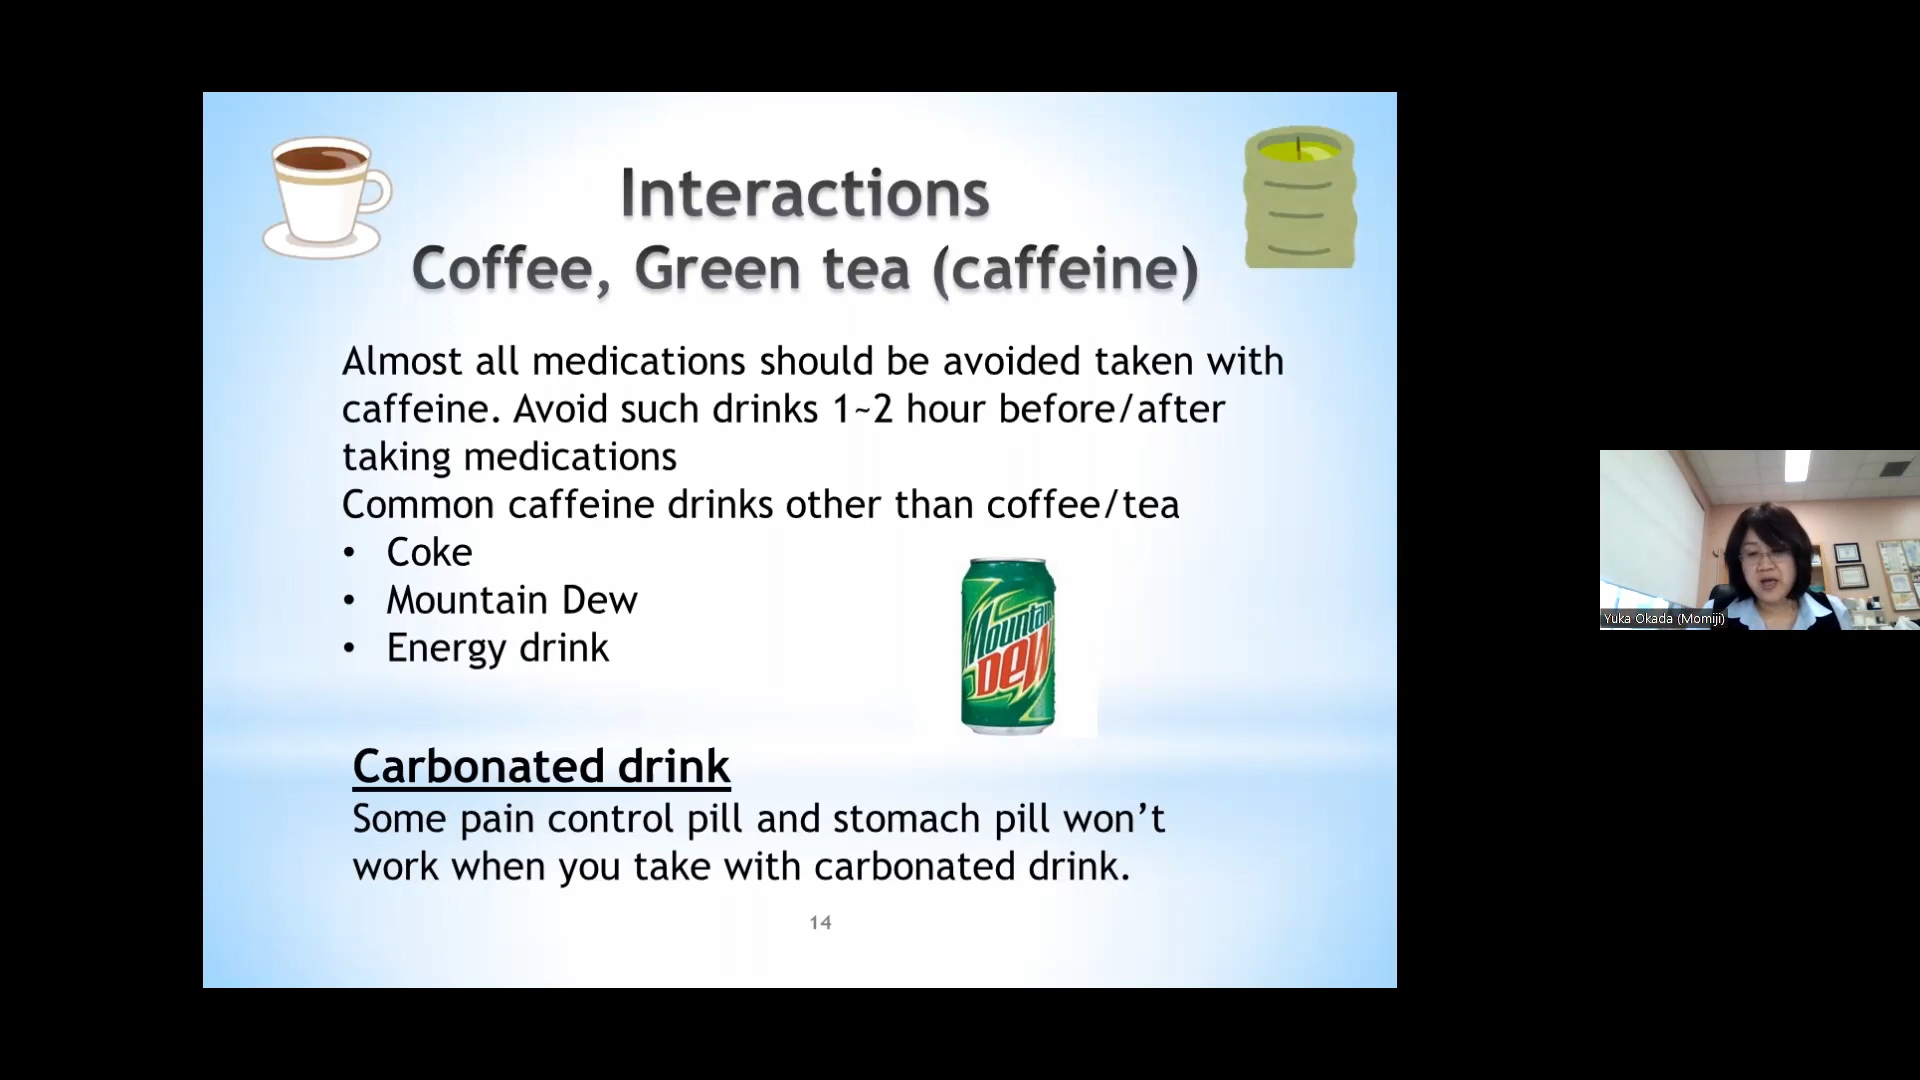 Interactions
Coffee, Green tea (caffeine)
Almost all medications should be avoided taken with
caffeine. Avoid such drinks 1~2 hour before/after
taking medications
Common caffeine drinks other than coffee/tea
• Coke
• Mountain Dew
• Energy drink
Mountain
DEW
Carbonated drink
Some pain control pill and stomach pill won’t
work when you take with carbonated drink.
14
Yuka Okada (Momiji)